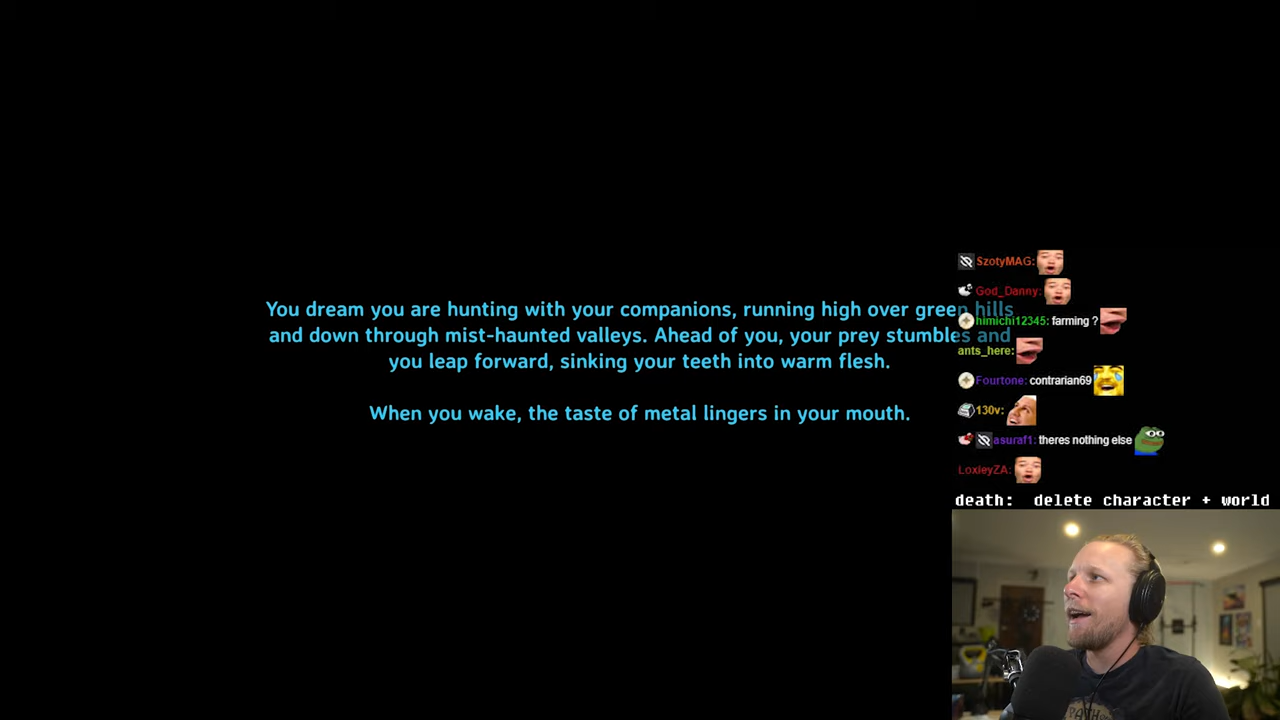 You dream you are hunting with your companions, running high over green hills
and down through mist-haunted valleys. Ahead of you, your prey stumbles and
you leap forward, sinking your teeth into warm flesh.
When you wake, the taste of metal lingers in your mouth.
SzotyMAG:
God_Danny:
himichi12345: farming ?
ants_here:
Fourtone: contrarian69
130v:
asuraf1: theres nothing else
LoxleyZA:
death: delete character + world
PATH